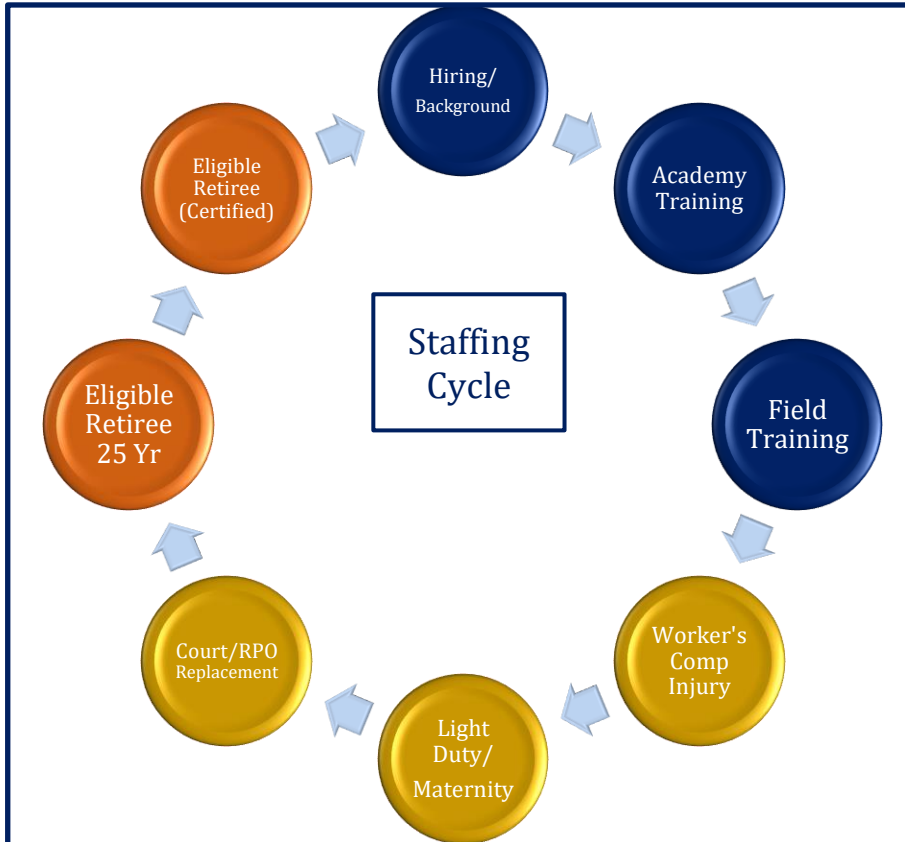 Hiring/
Background
Academy
Training
Field
Training
Worker's
Comp
Injury
Light
Duty/
Maternity
Court/RPO
Replacement
Eligible
Retiree
25 Yr
Eligible
Retiree
(Certified)
Staffing
Cycle